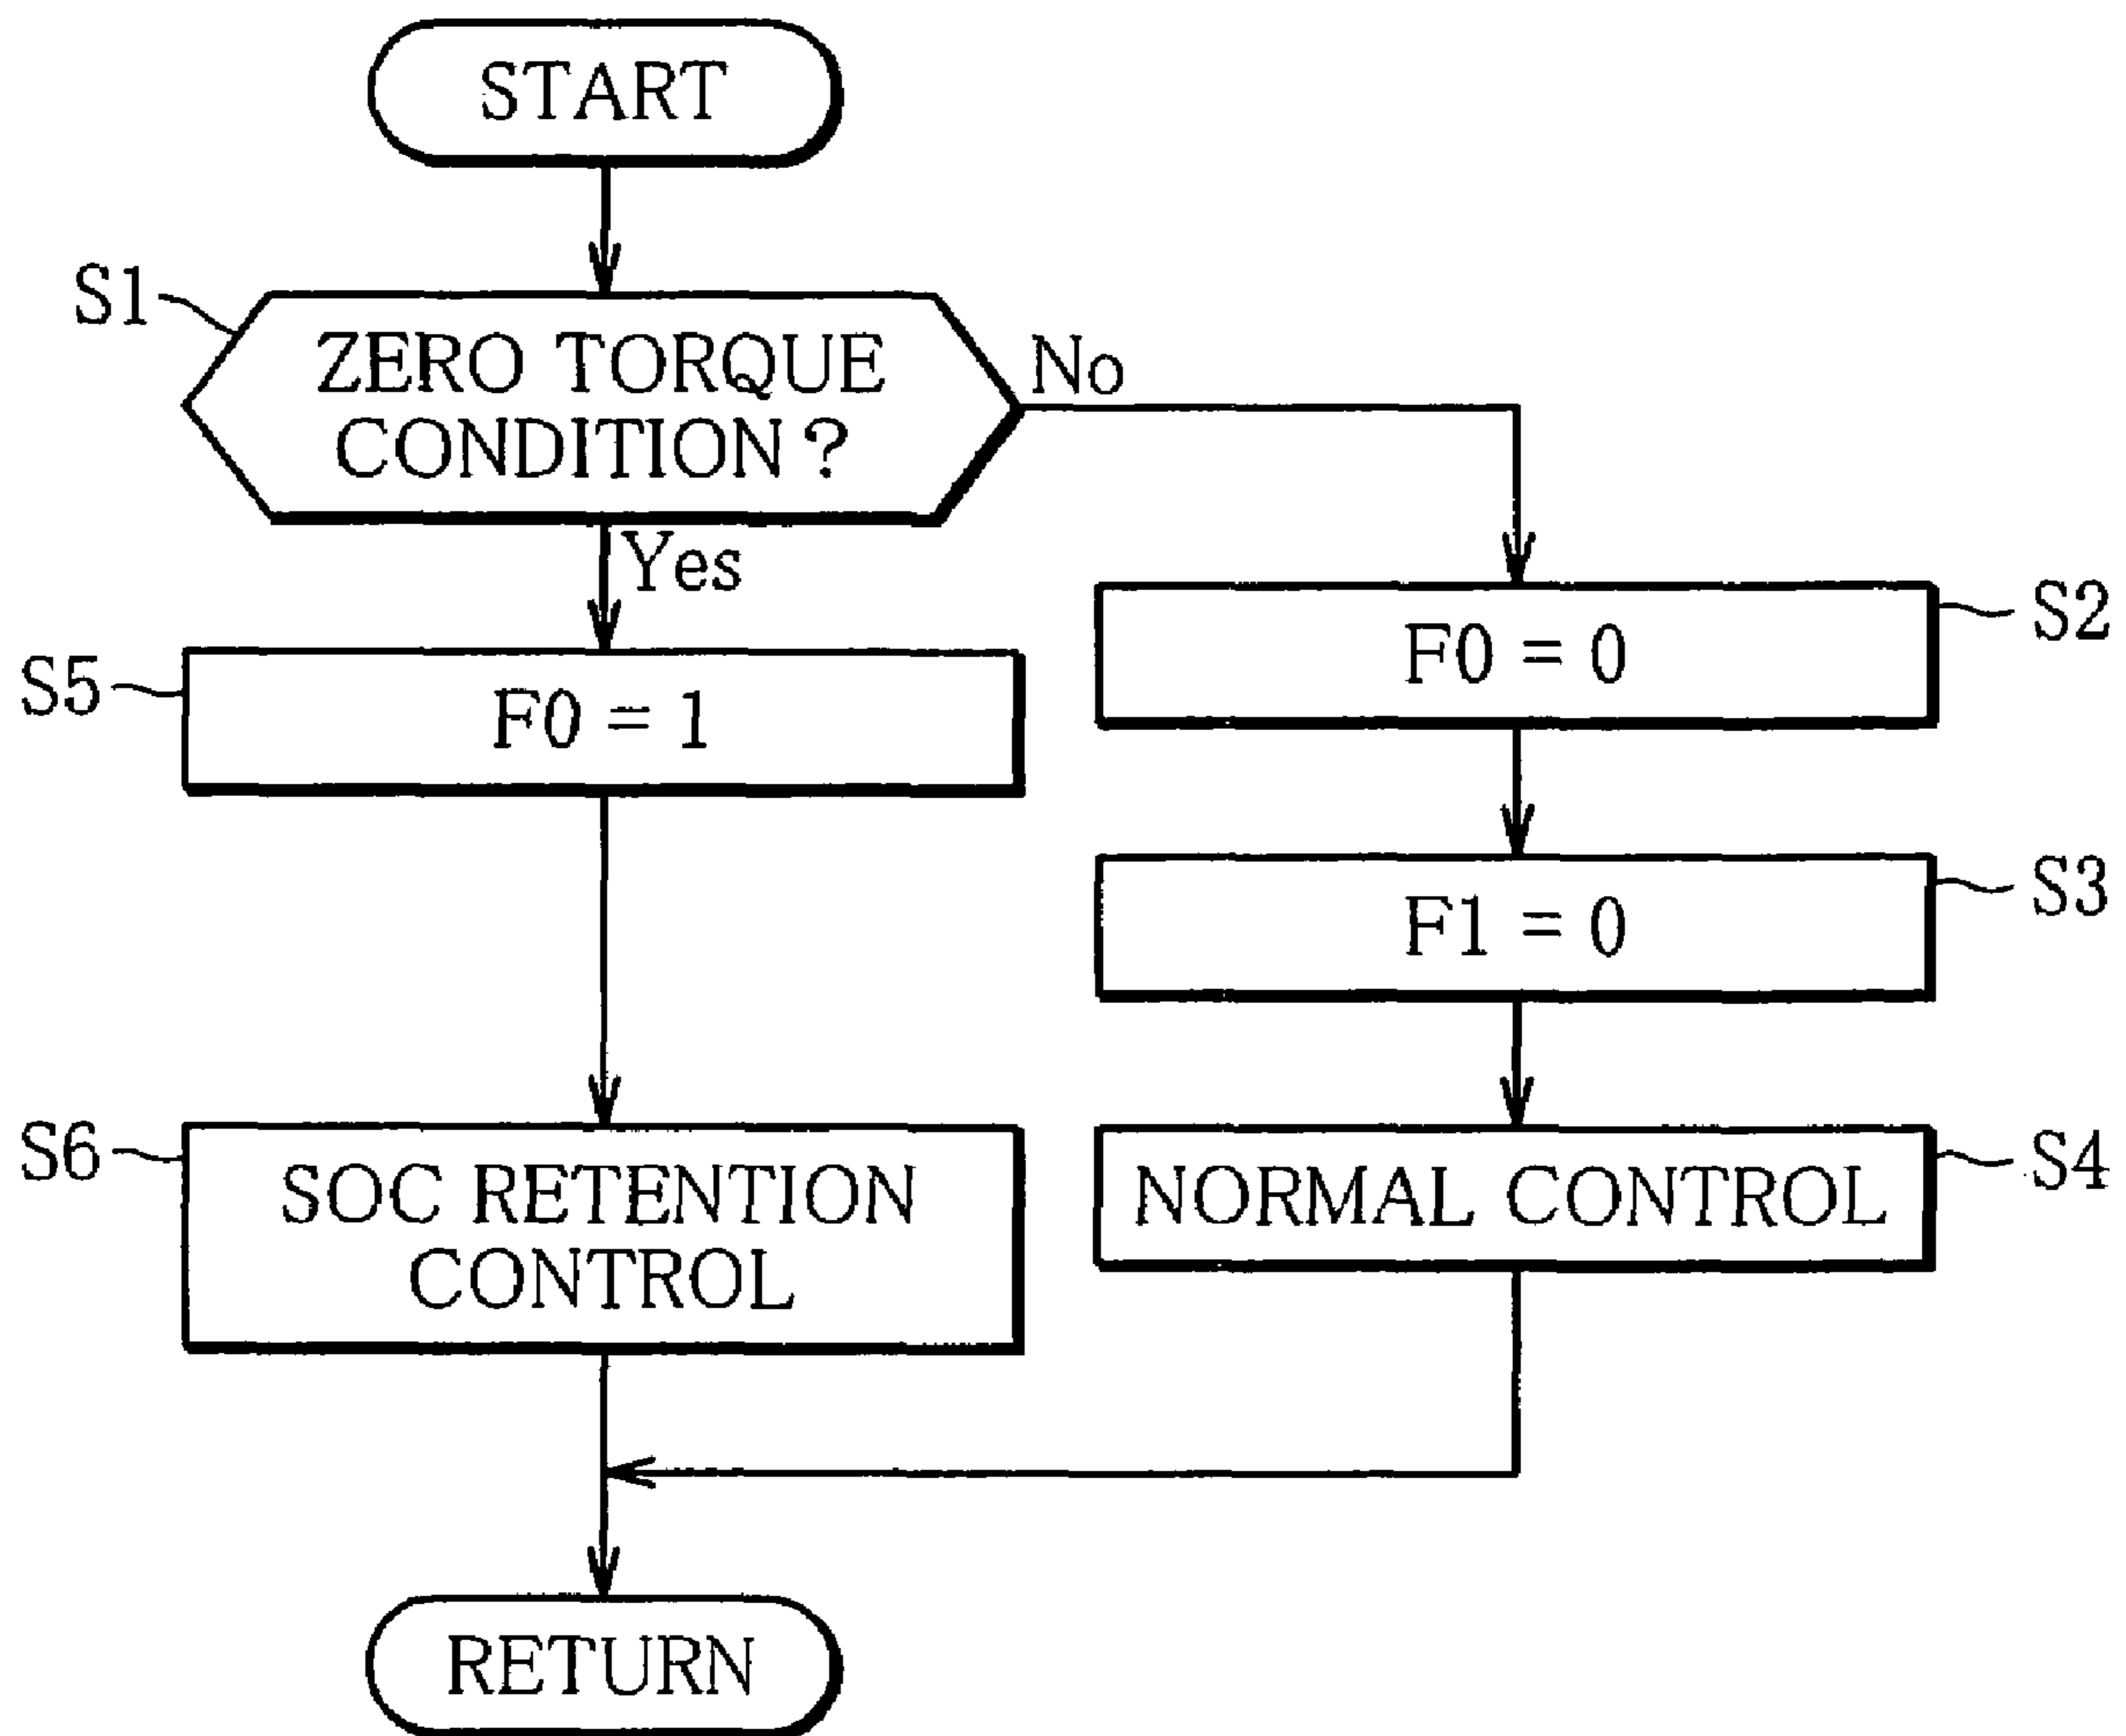 START
S1
ZERO TORQUE
CONDITION ?
No
Yes
S2
F0 = 0
S5
F0 = 1
S3
F1 = 0
S6
SOC RETENTION
CONTROL
S4
NORMAL CONTROL
RETURN